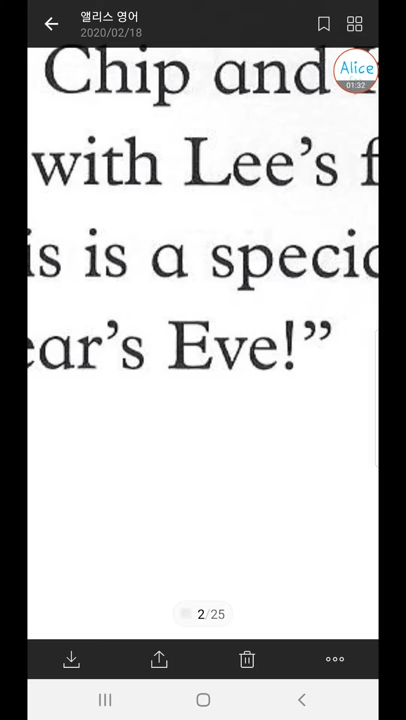 앨리스 영어
2020/02/18
Alice
01:32
Chip and
with Lee's f
is is a specia
ear's Eve!”
2/25